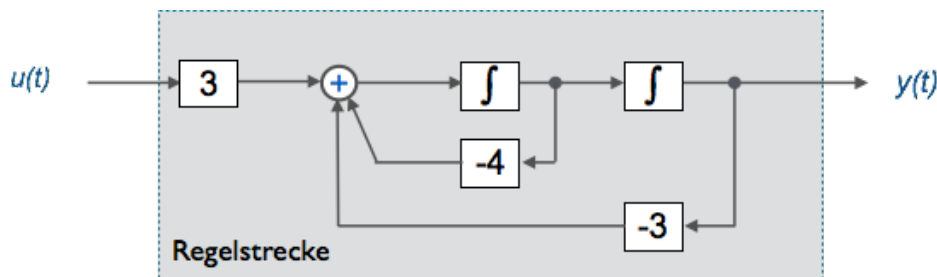 u(t) 3 + ∫ ∫ y(t)
-4
-3
Regelstrecke